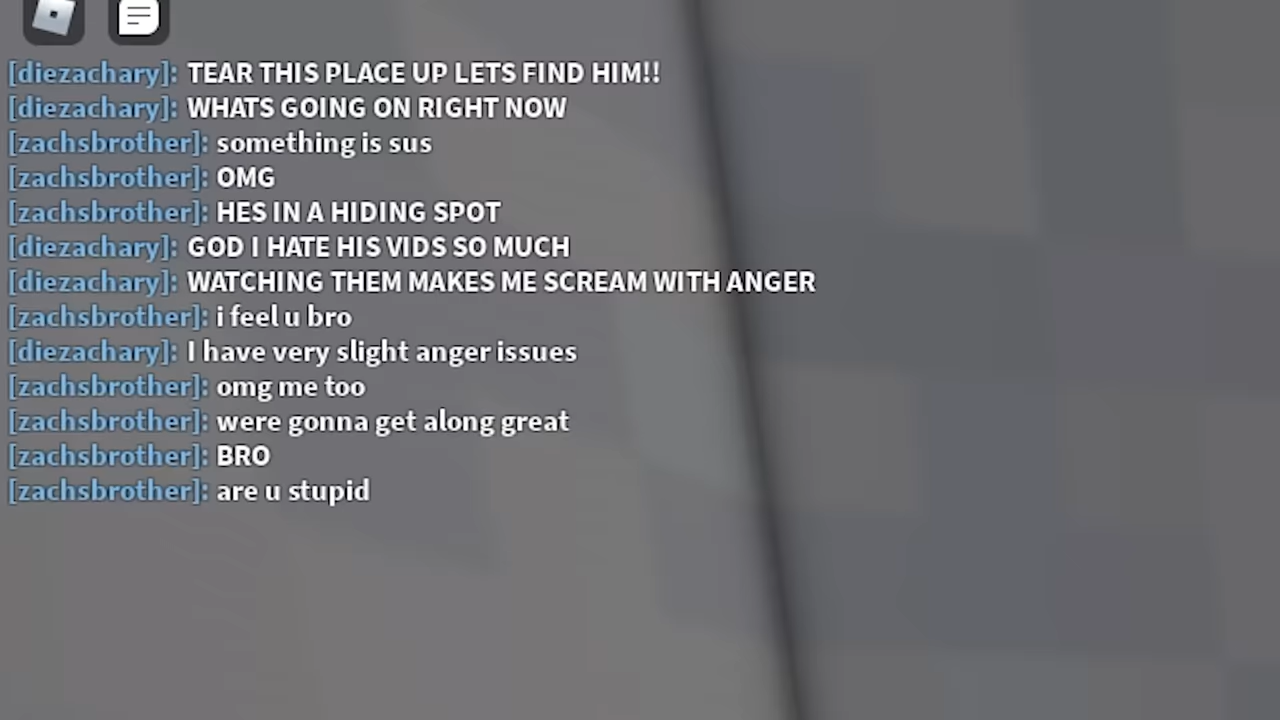 [diezachary]: TEAR THIS PLACE UP LETS FIND HIM!!
[diezachary]: WHATS GOING ON RIGHT NOW
[zachsbrother]: something is sus
[zachsbrother]: OMG
[zachsbrother]: HES IN A HIDING SPOT
[diezachary]: GOD I HATE HIS VIDS SO MUCH
[diezachary]: WATCHING THEM MAKES ME SCREAM WITH ANGER
[zachsbrother]: i feel u bro
[diezachary]: I have very slight anger issues
[zachsbrother]: omg me too
[zachsbrother]: were gonna get along great
[zachsbrother]: BRO
[zachsbrother]: are u stupid